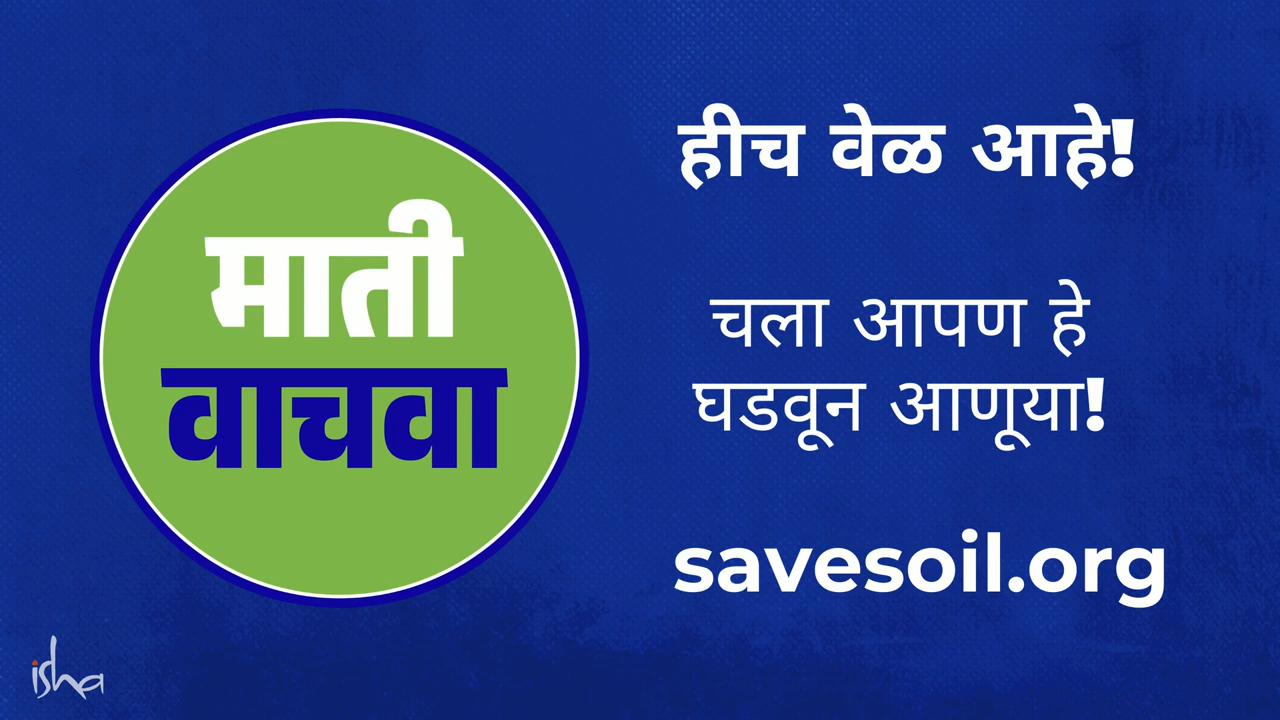 माती
वाचवा
हीच वेळ आहे!
चला आपण हे
घडवून आणूया!
savesoil.org
isha